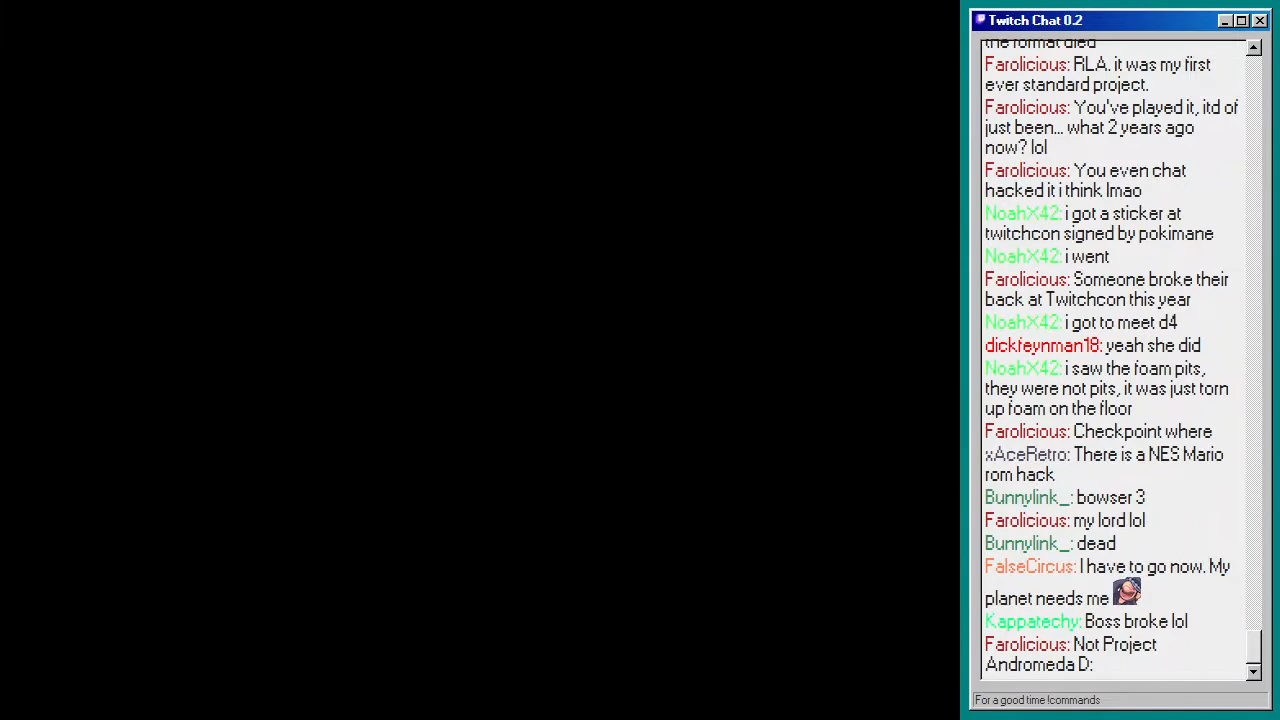 Twitch Chat 0.2
the format died
Farolicious: RLA. it was my first
ever standard project.
Farolicious: You've played it, itd of
just been... what 2 years ago
now? lol
Farolicious: You even chat
hacked it i think lmao
NoahX42: i got a sticker at
twitchcon signed by pokimane
NoahX42: i went
Farolicious: Someone broke their
back at Twitchcon this year
NoahX42: i got to meet d4
dickfeynman18: yeah she did
NoahX42: i saw the foam pits,
they were not pits, it was just torn
up foam on the floor
Farolicious: Checkpoint where
xAceRetro: There is a NES Mario
rom hack
Bunnylink_: bowser 3
Farolicious: my lord lol
Bunnylink_: dead
FalseCircus: I have to go now. My
planet needs me
Kappatechy: Boss broke lol
Farolicious: Not Project
Andromeda D:
For a good time !commands